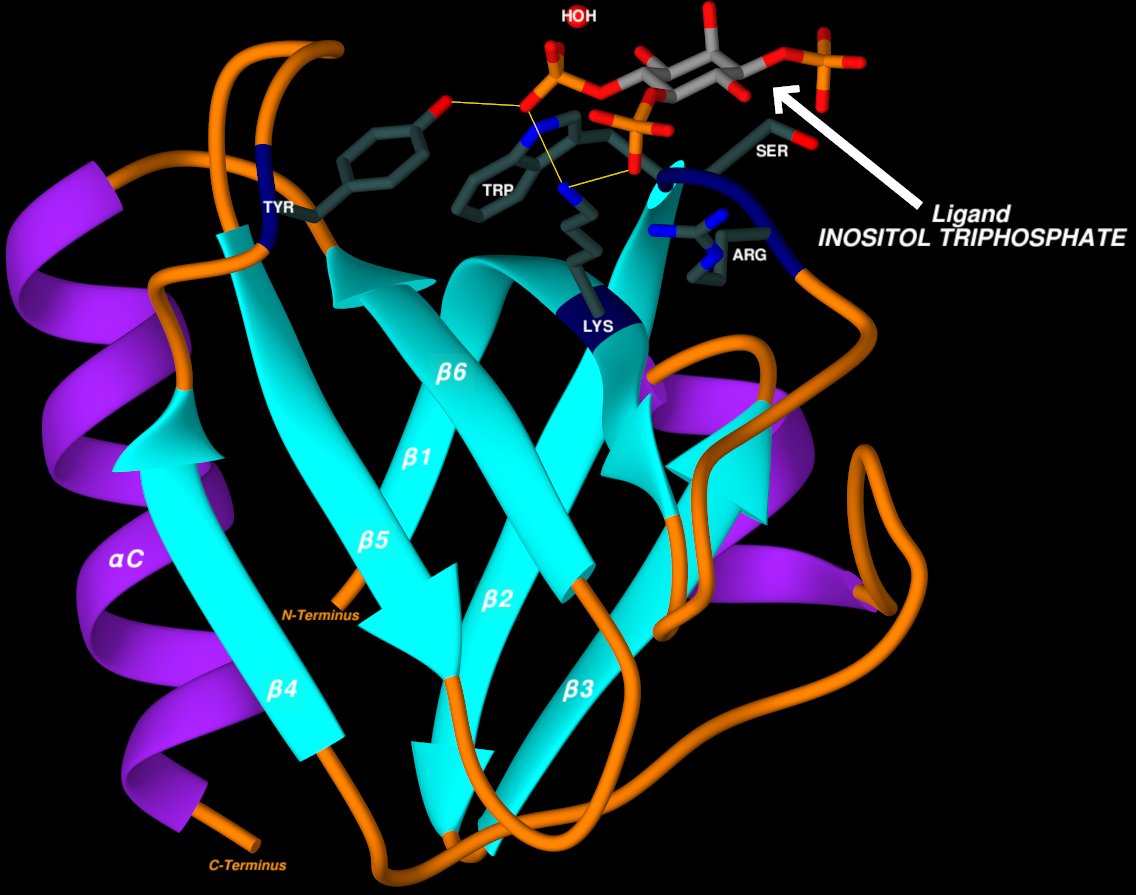 HOH
SER
TRP
TYR
Ligand
INOSITOL TRIPHOSPHATE
ARG
LYS
β6
β1
β5
αC
β2
N-Terminus
β4
β3
C-Terminus